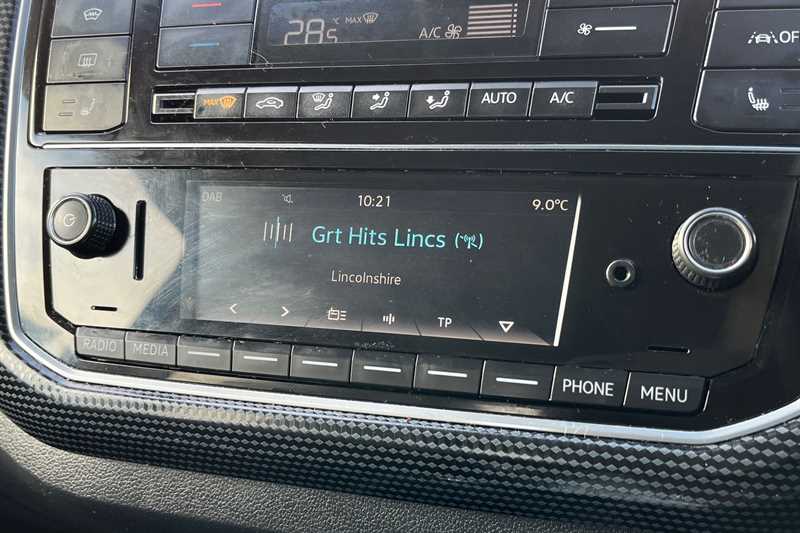 28.5 °C MAX A/C
OFF
MAX AUTO A/C
DAB 10:21 9.0°C
Grt Hits Lincs
Lincolnshire
TP
RADIO MEDIA PHONE MENU